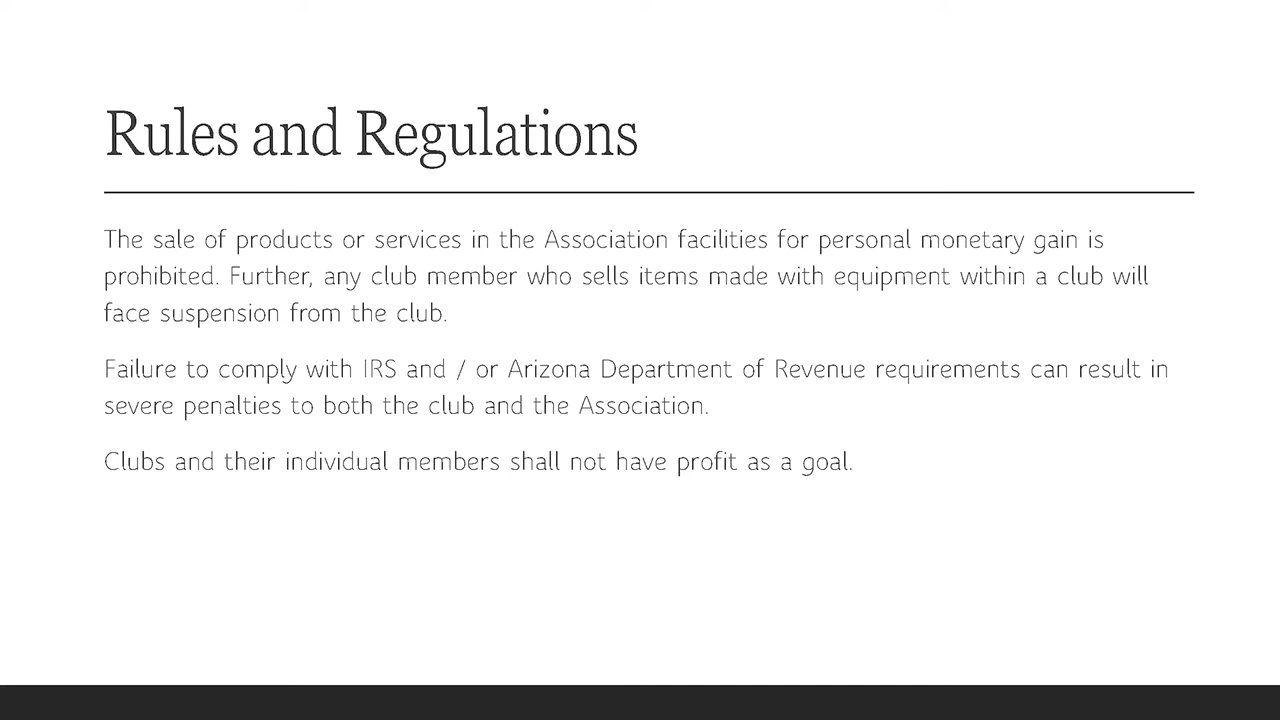 Rules and Regulations
The sale of products or services in the Association facilities for personal monetary gain is
prohibited. Further, any club member who sells items made with equipment within a club will
face suspension from the club.
Failure to comply with IRS and / or Arizona Department of Revenue requirements can result in
severe penalties to both the club and the Association.
Clubs and their individual members shall not have profit as a goal.